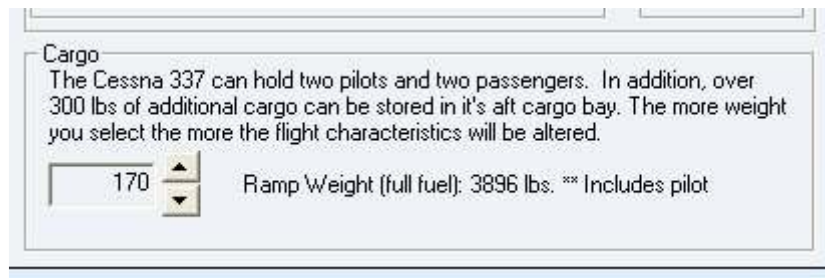 Cargo
The Cessna 337 can hold two pilots and two passengers.  In addition, over
300 lbs of additional cargo can be stored in it's aft cargo bay. The more weight
you select the more the flight characteristics will be altered.
170 Ramp Weight (full fuel): 3896 lbs. ** Includes pilot